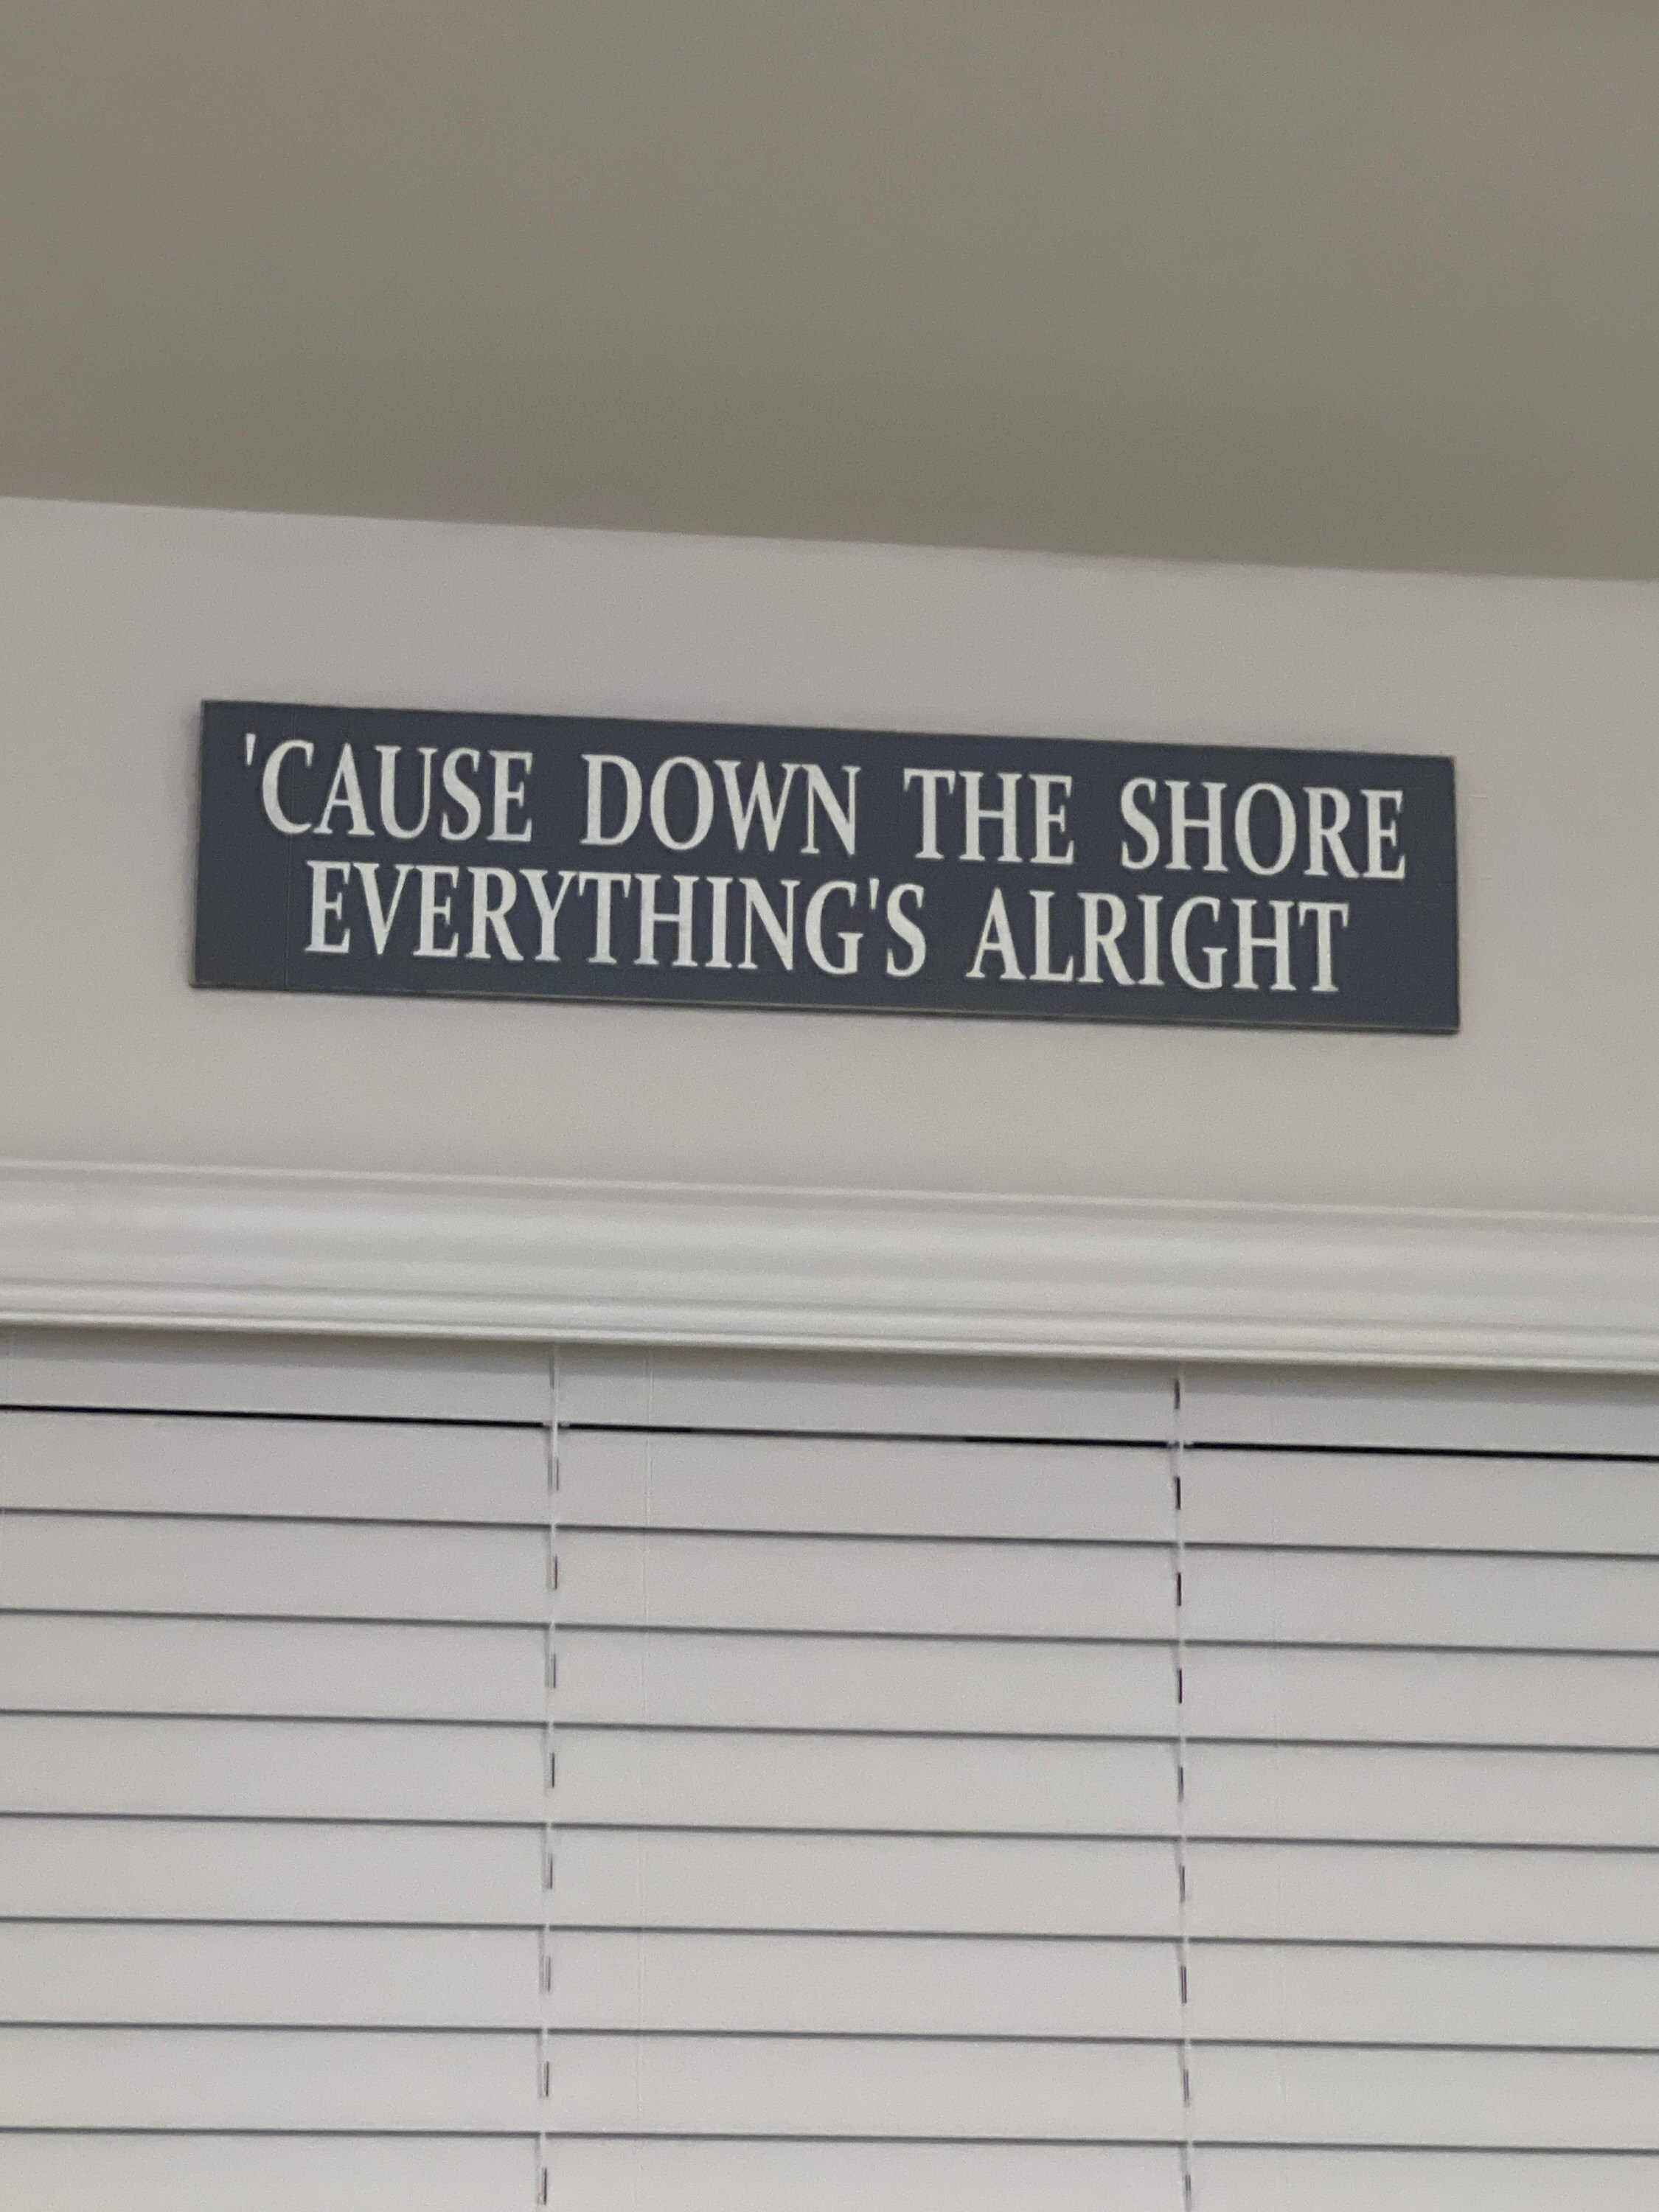 'CAUSE DOWN THE SHORE
EVERYTHING'S ALRIGHT